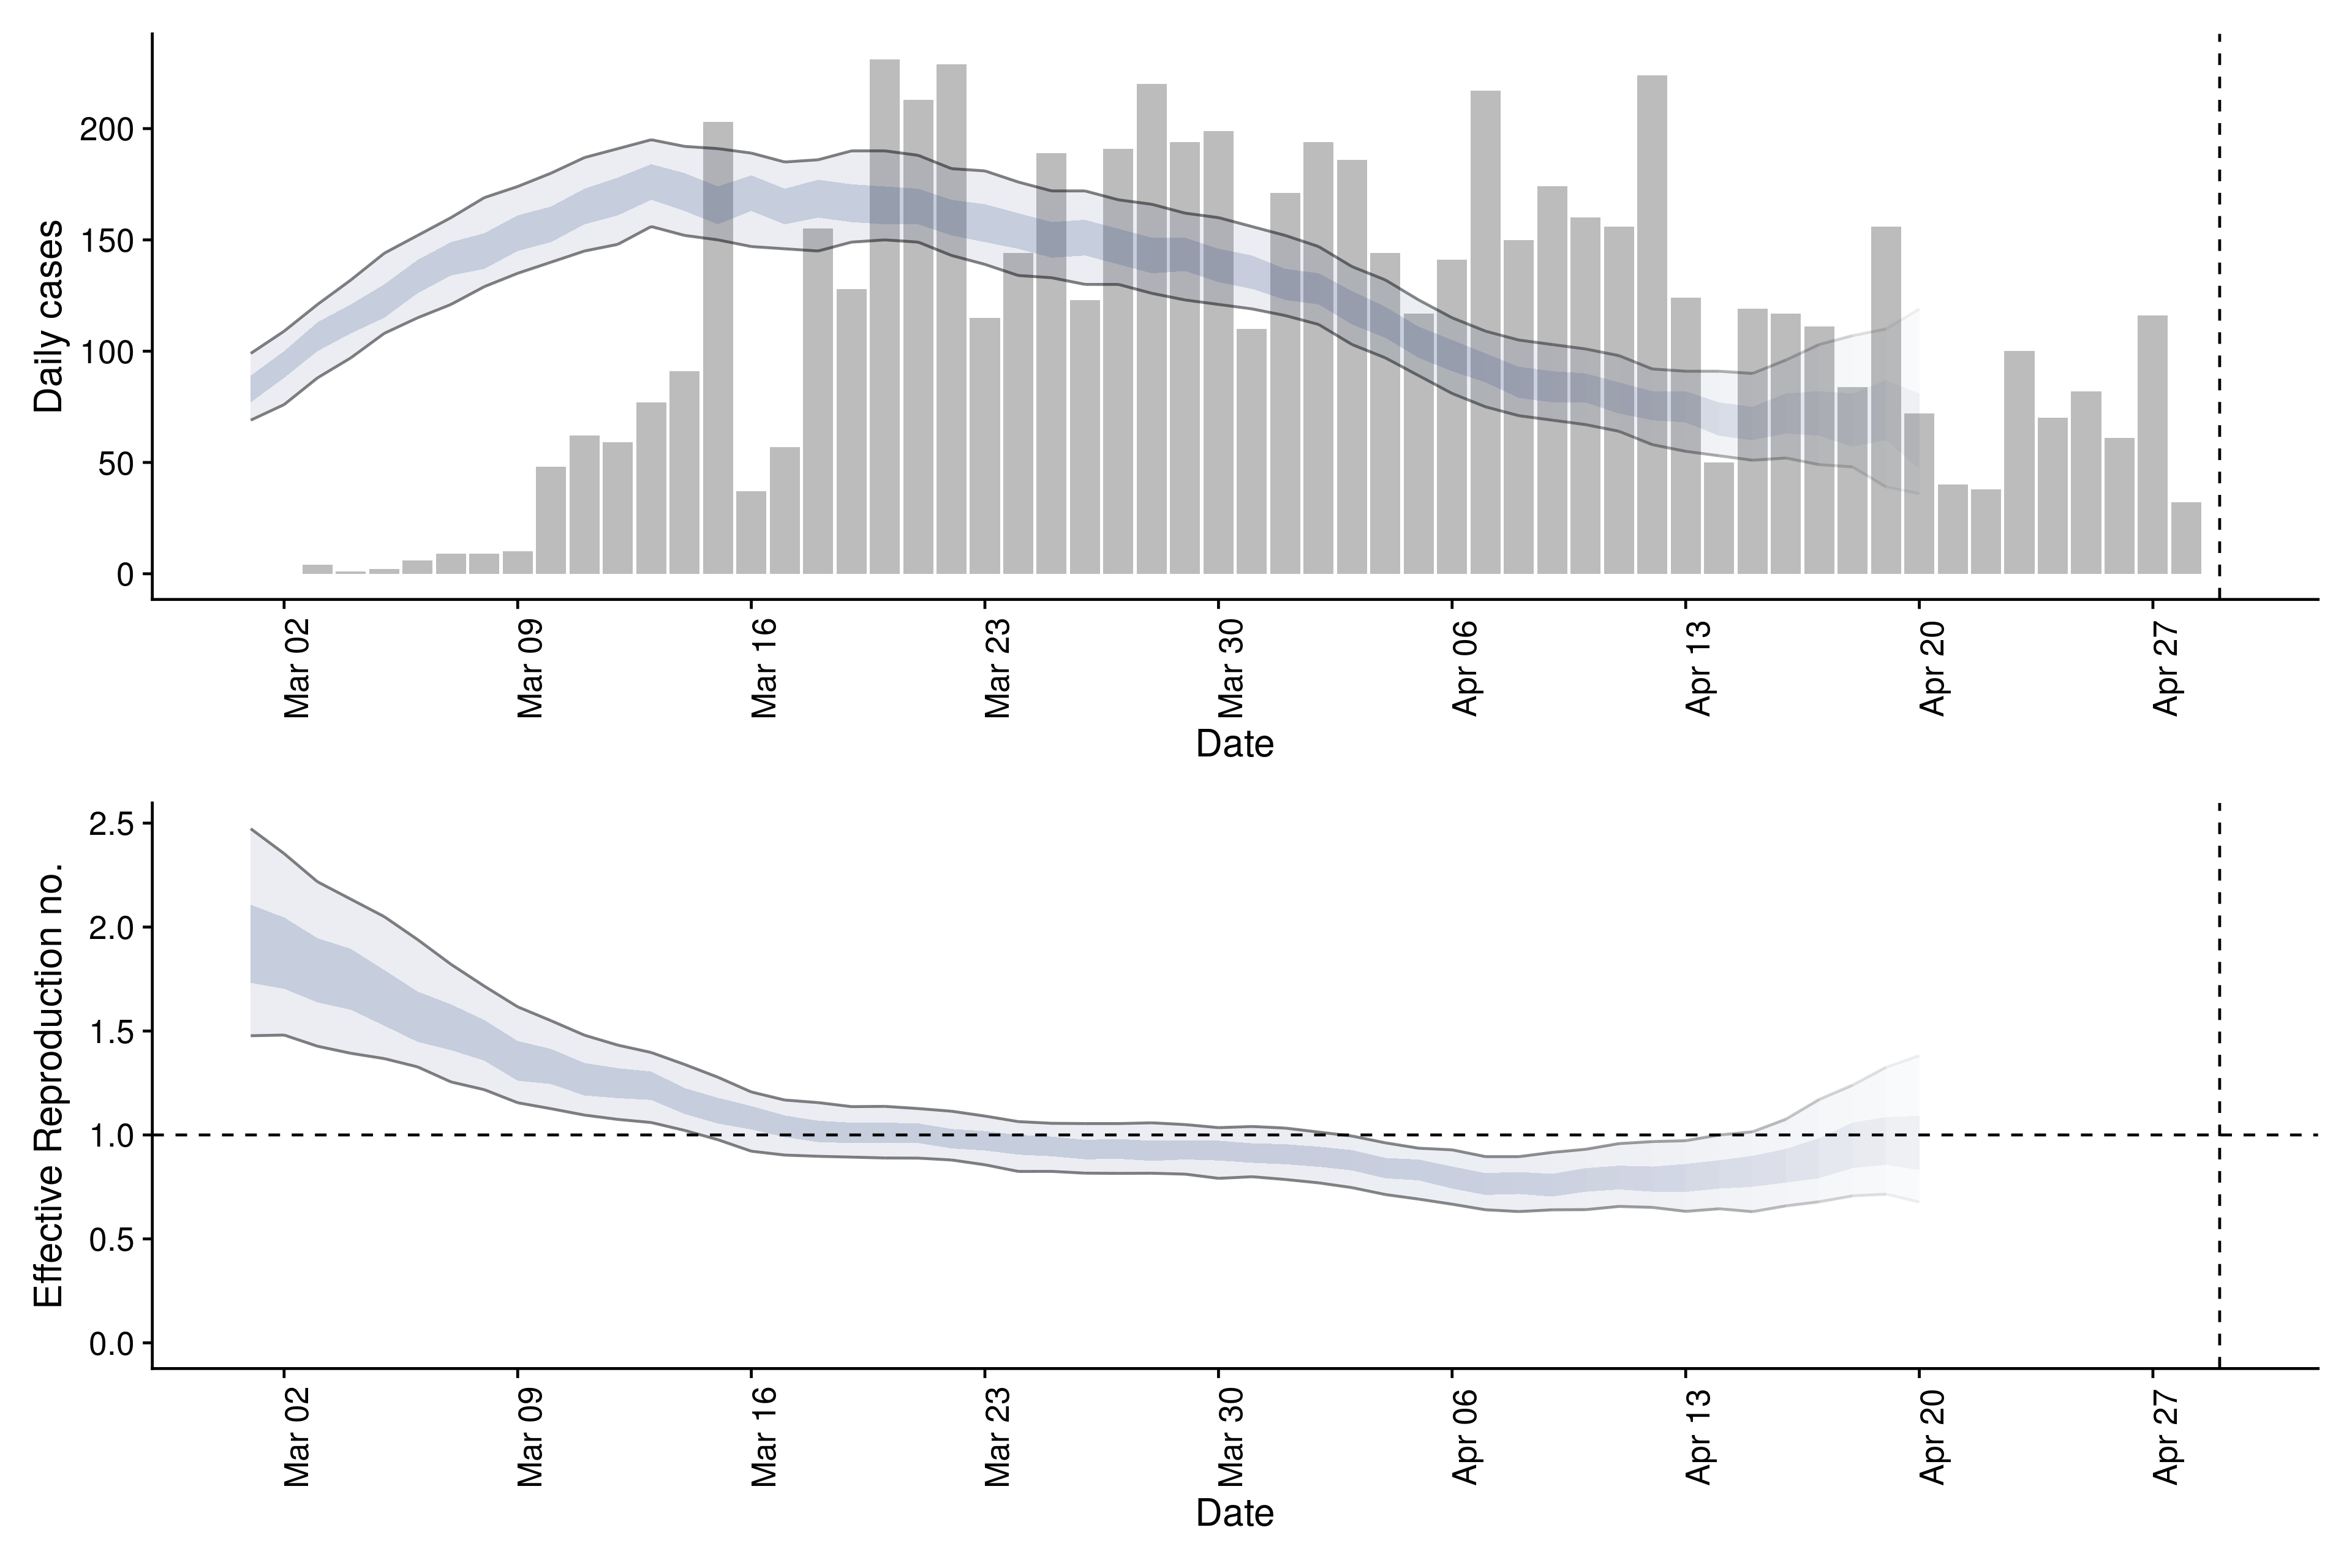 Daily cases
200
150
100
50
0
Mar 02
Mar 09
Mar 16
Mar 23
Mar 30
Apr 06
Apr 13
Apr 20
Apr 27
Date
Effective Reproduction no.
2.5
2.0
1.5
1.0
0.5
0.0
Mar 02
Mar 09
Mar 16
Mar 23
Mar 30
Apr 06
Apr 13
Apr 20
Apr 27
Date